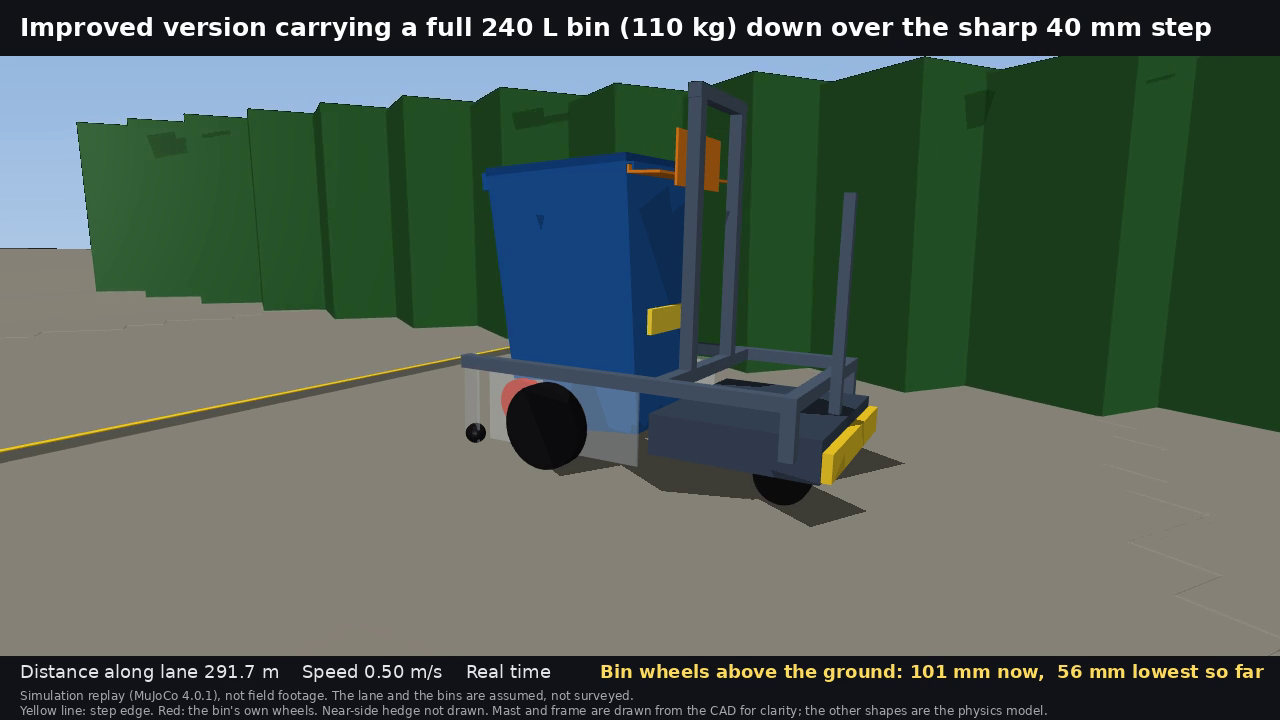 Improved version carrying a full 240 L bin (110 kg) down over the sharp 40 mm step
Distance along lane 291.7 m    Speed 0.50 m/s    Real time    Bin wheels above the ground: 101 mm now,  56 mm lowest so far
Simulation replay (MuJoCo 4.0.1), not field footage. The lane and the bins are assumed, not surveyed.
Yellow line: step edge. Red: the bin's own wheels. Near-side hedge not drawn. Mast and frame are drawn from the CAD for clarity; the other shapes are the physics model.